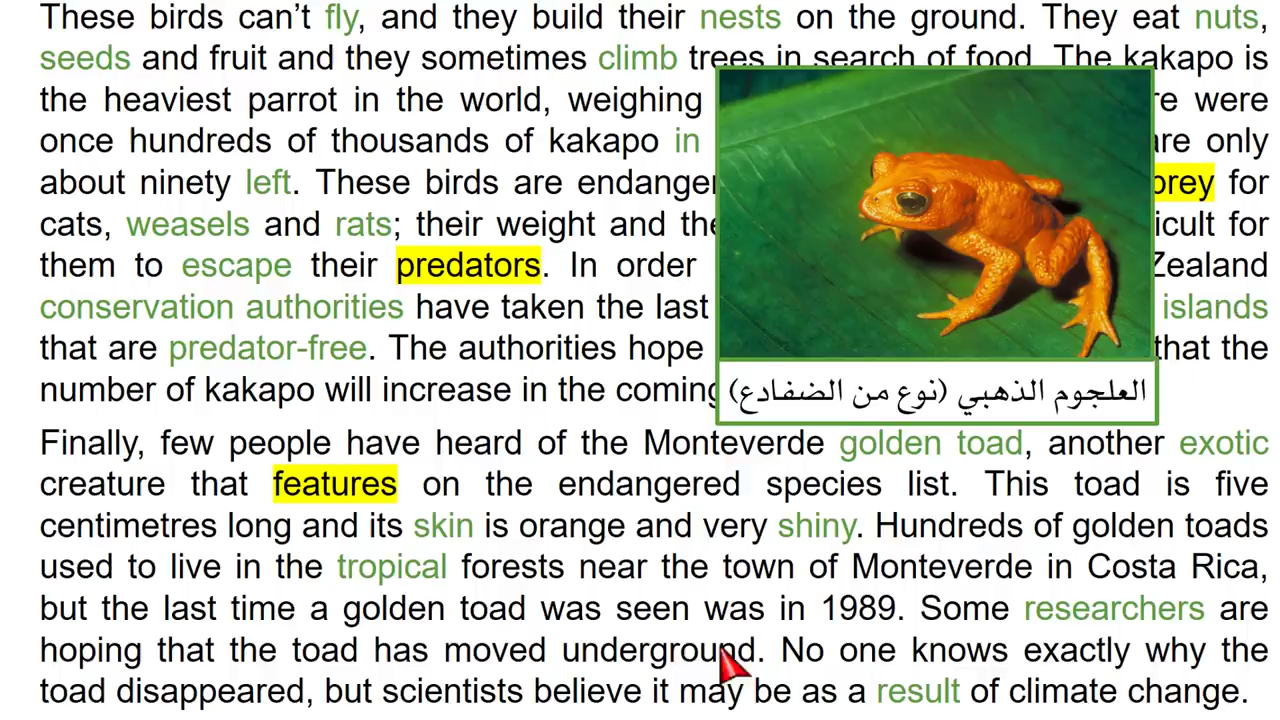 These birds can't fly, and they build their nests on the ground. They eat nuts,
seeds and fruit and they sometimes climb trees in search of food. The kakapo is
the heaviest parrot in the world, weighing were
once hundreds of thousands of kakapo in are only
about ninety left. These birds are prey for
cats, weasels and rats; their weight and for
them to escape their predators. In order Zealand
conservation authorities have taken the last islands
that are predator-free. The authorities hope that the
number of kakapo will increase in the coming
العلجوم الذهبي (نوع من الضفادع)
Finally, few people have heard of the Monteverde golden toad, another exotic
creature that features on the endangered species list. This toad is five
centimetres long and its skin is orange and very shiny. Hundreds of golden toads
used to live in the tropical forests near the town of Monteverde in Costa Rica,
but the last time a golden toad was seen was in 1989. Some researchers are
hoping that the toad has moved underground. No one knows exactly why the
toad disappeared, but scientists believe it may be as a result of climate change.